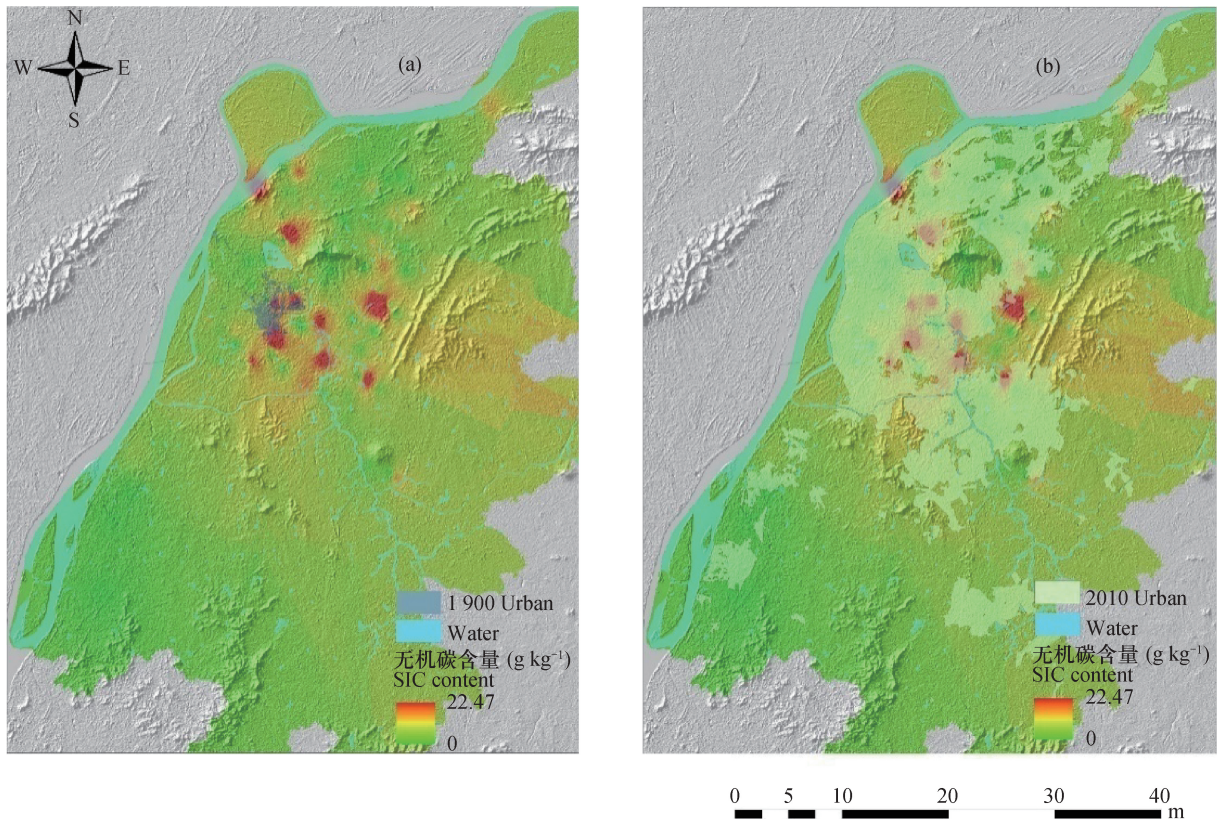 N
W E
S
(a)
1 900 Urban
Water
无机碳含量 (g kg⁻¹)
SIC content
22.47
0
(b)
2010 Urban
Water
无机碳含量 (g kg⁻¹)
SIC content
22.47
0
0 5 10 20 30 40
m